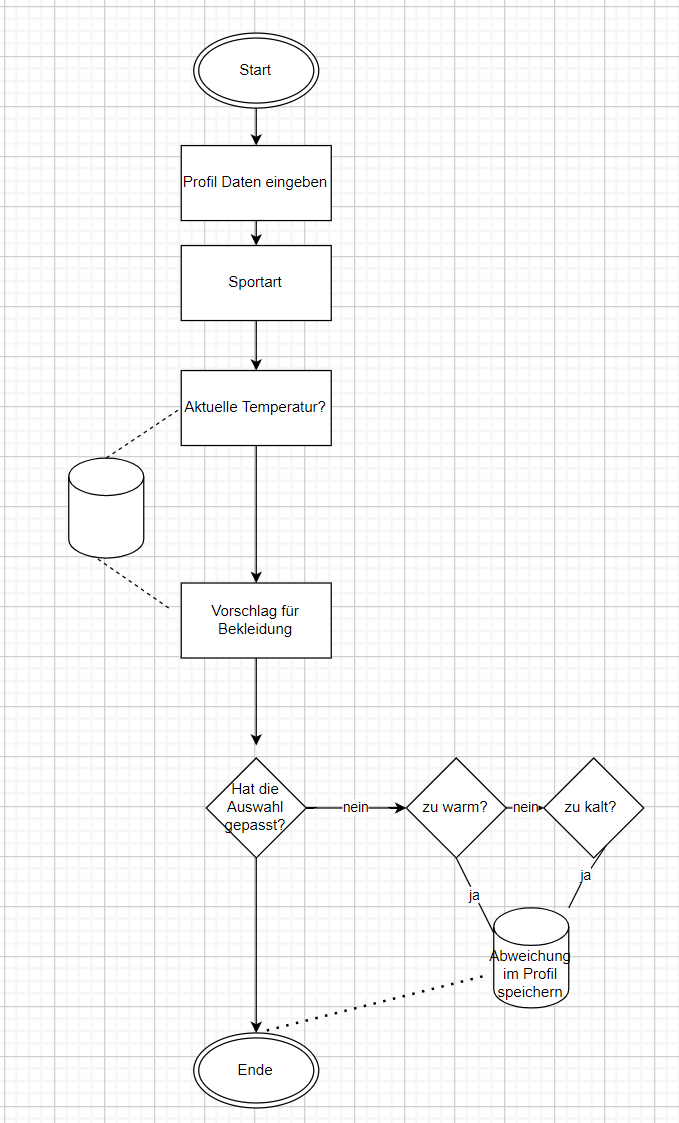 Start
Profil Daten eingeben
Sportart
Aktuelle Temperatur?
Vorschlag für
Bekleidung
Hat die
Auswahl
gepasst?
nein
zu warm?
nein
zu kalt?
ja
ja
Abweichung
im Profil
speichern
Ende